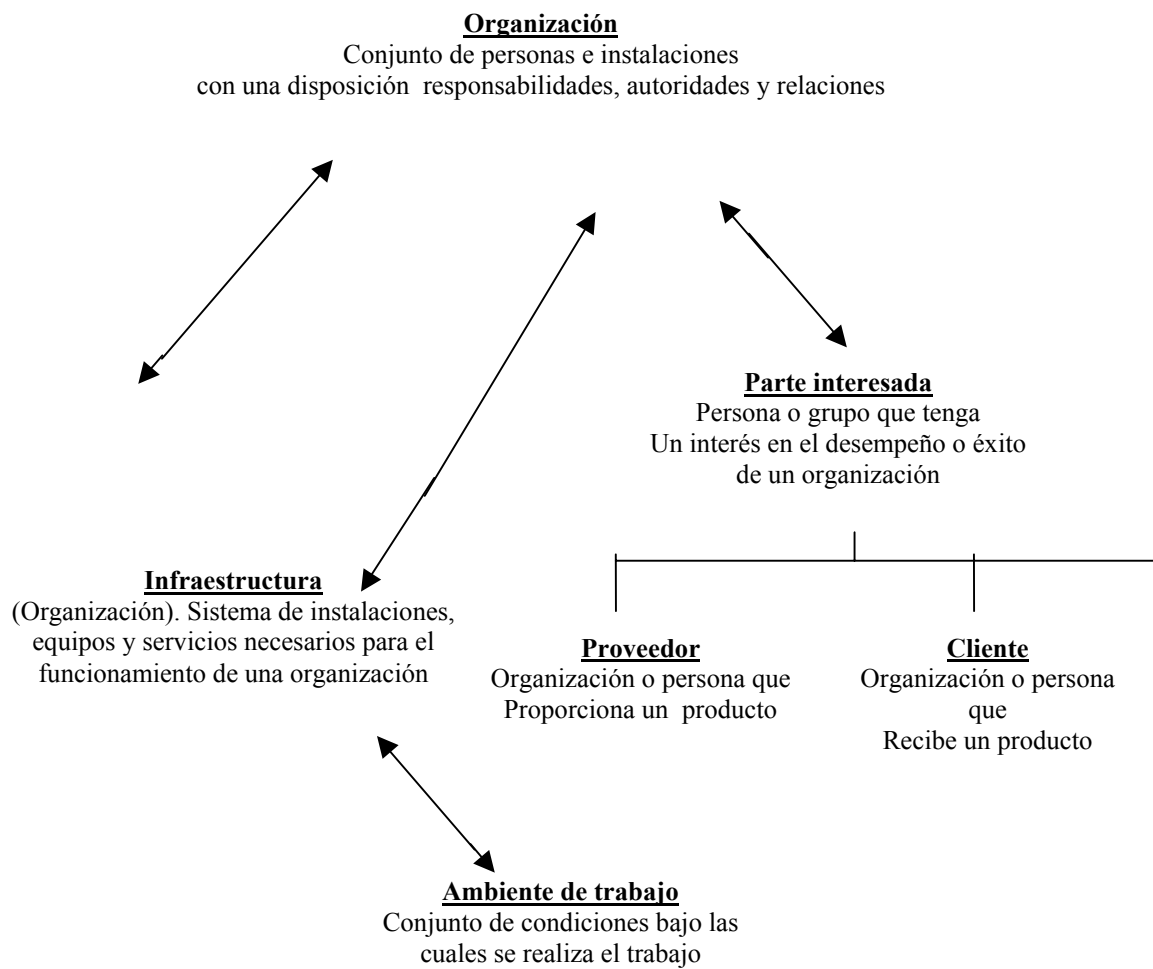 Organización
Conjunto de personas e instalaciones
con una disposición responsabilidades, autoridades y relaciones
Parte interesada
Persona o grupo que tenga
Un interés en el desempeño o éxito
de un organización
Infraestructura
(Organización). Sistema de instalaciones,
equipos y servicios necesarios para el
funcionamiento de una organización
Proveedor
Organización o persona que
Proporciona un producto
Cliente
Organización o persona
que
Recibe un producto
Ambiente de trabajo
Conjunto de condiciones bajo las
cuales se realiza el trabajo